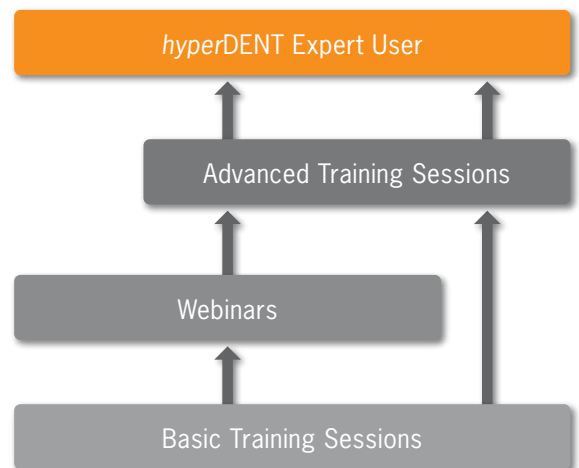 hyperDENT Expert User
Advanced Training Sessions
Webinars
Basic Training Sessions